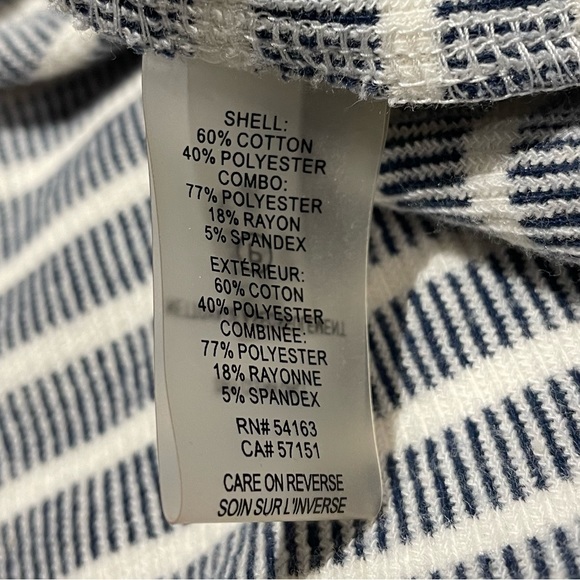 SHELL:
60% COTTON
40% POLYESTER
COMBO:
77% POLYESTER
18% RAYON
5% SPANDEX
EXTÉRIEUR:
60% COTON
40% POLYESTER
COMBINÉE:
77% POLYESTER
18% RAYONNE
5% SPANDEX
RN# 54163
CA# 57151
CARE ON REVERSE
SOIN SUR L'INVERSE